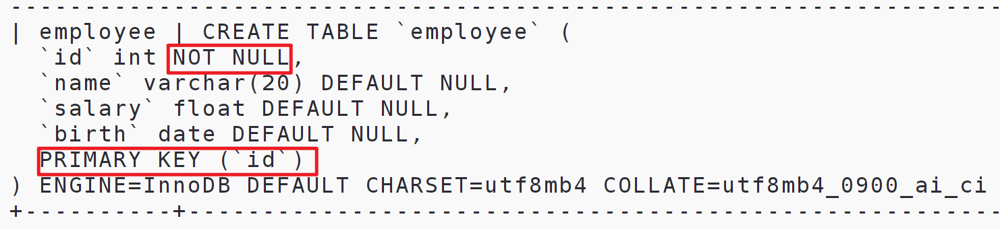 --------------------------------------------------------------------
| employee | CREATE TABLE `employee` (
  `id` int NOT NULL,
  `name` varchar(20) DEFAULT NULL,
  `salary` float DEFAULT NULL,
  `birth` date DEFAULT NULL,
  PRIMARY KEY (`id`)
) ENGINE=InnoDB DEFAULT CHARSET=utf8mb4 COLLATE=utf8mb4_0900_ai_ci
+----------+-------------------------------------------------------